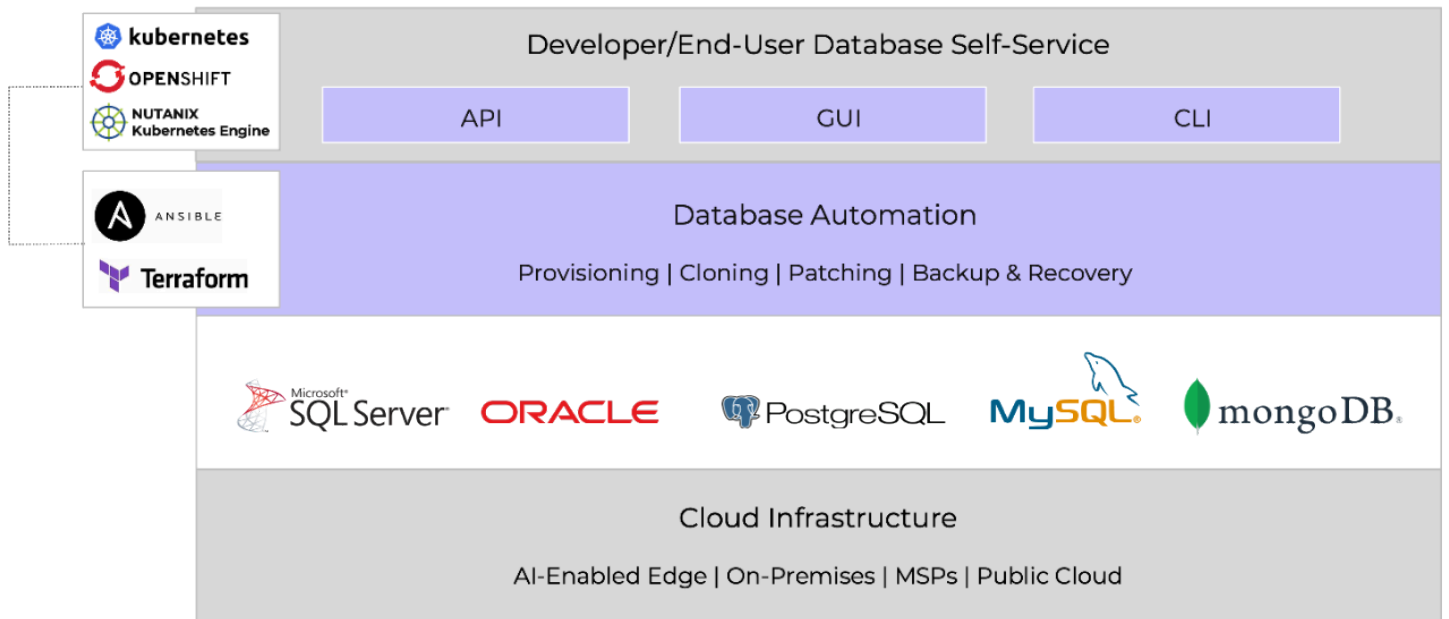 kubernetes
OPENSHIFT
NUTANIX
Kubernetes Engine
Developer/End-User Database Self-Service
API
GUI
CLI
ANSIBLE
Terraform
Database Automation
Provisioning | Cloning | Patching | Backup & Recovery
Microsoft®
SQL Server®
ORACLE
PostgreSQL
MySQL®
mongoDB®
Cloud Infrastructure
AI-Enabled Edge | On-Premises | MSPs | Public Cloud